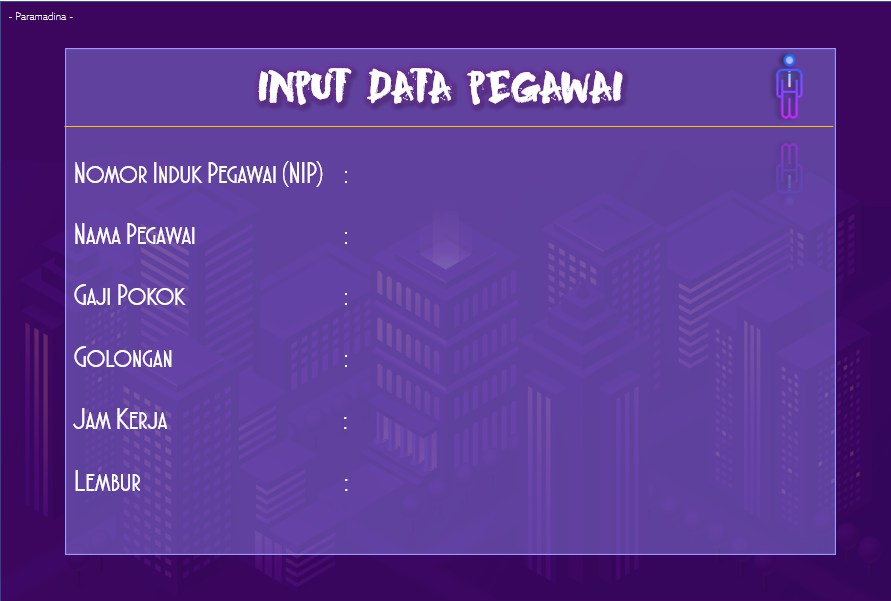 - Paramadina -
INPUT DATA PEGAWAI
Nomor Induk Pegawai (NIP) :
Nama Pegawai :
Gaji Pokok :
Golongan :
Jam Kerja :
Lembur :